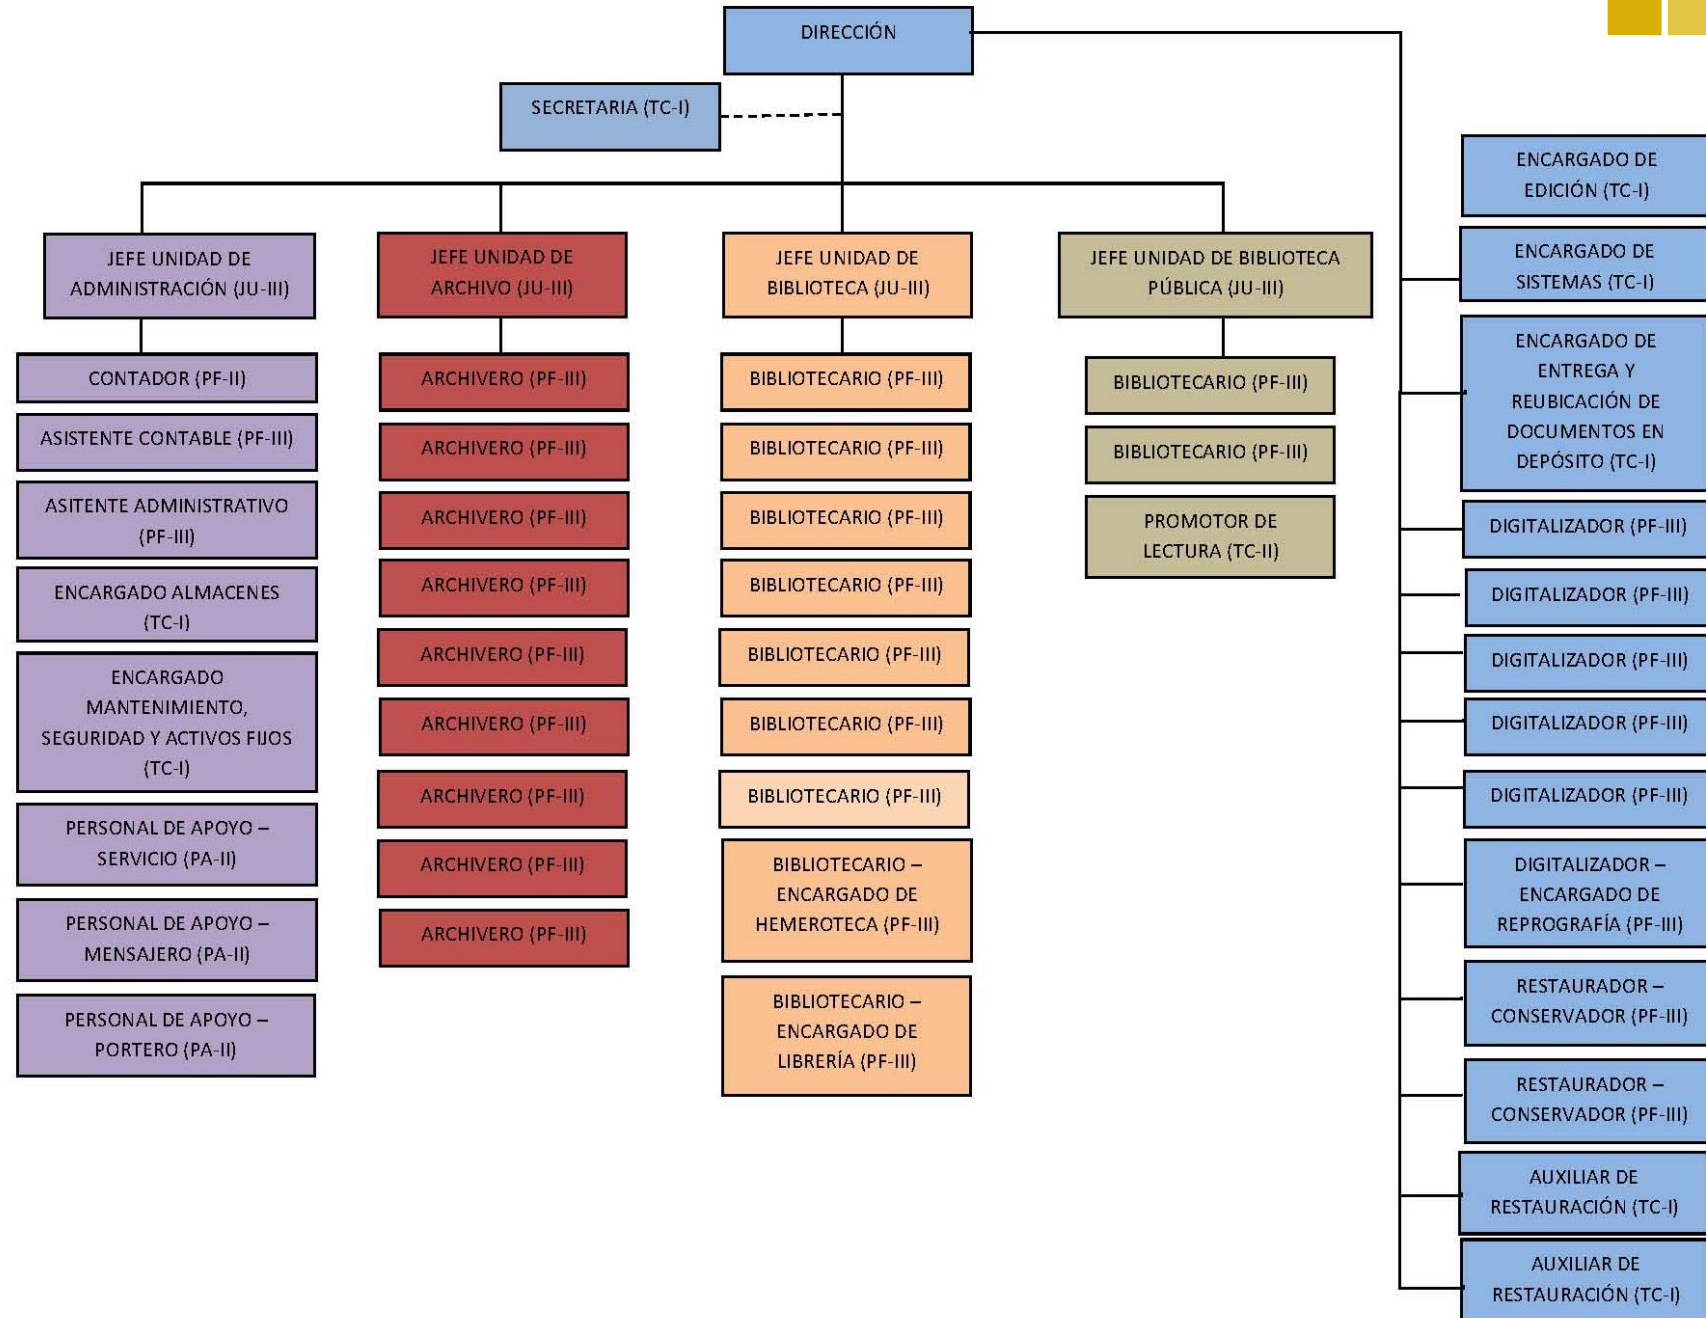 DIRECCIÓN
SECRETARIA (TC-I)
JEFE UNIDAD DE
ADMINISTRACIÓN (JU-III)
CONTADOR (PF-II)
ASISTENTE CONTABLE (PF-III)
ASITENTE ADMINISTRATIVO
(PF-III)
ENCARGADO ALMACENES
(TC-I)
ENCARGADO
MANTENIMIENTO,
SEGURIDAD Y ACTIVOS FIJOS
(TC-I)
PERSONAL DE APOYO –
SERVICIO (PA-II)
PERSONAL DE APOYO –
MENSAJERO (PA-II)
PERSONAL DE APOYO –
PORTERO (PA-II)
JEFE UNIDAD DE
ARCHIVO (JU-III)
ARCHIVERO (PF-III)
ARCHIVERO (PF-III)
ARCHIVERO (PF-III)
ARCHIVERO (PF-III)
ARCHIVERO (PF-III)
ARCHIVERO (PF-III)
ARCHIVERO (PF-III)
ARCHIVERO (PF-III)
ARCHIVERO (PF-III)
JEFE UNIDAD DE
BIBLIOTECA (JU-III)
BIBLIOTECARIO (PF-III)
BIBLIOTECARIO (PF-III)
BIBLIOTECARIO (PF-III)
BIBLIOTECARIO (PF-III)
BIBLIOTECARIO (PF-III)
BIBLIOTECARIO (PF-III)
BIBLIOTECARIO (PF-III)
BIBLIOTECARIO –
ENCARGADO DE
HEMEROTECA (PF-III)
BIBLIOTECARIO –
ENCARGADO DE
LIBRERÍA (PF-III)
JEFE UNIDAD DE BIBLIOTECA
PÚBLICA (JU-III)
BIBLIOTECARIO (PF-III)
BIBLIOTECARIO (PF-III)
PROMOTOR DE
LECTURA (TC-II)
ENCARGADO DE
EDICIÓN (TC-I)
ENCARGADO DE
SISTEMAS (TC-I)
ENCARGADO DE
ENTREGA Y
REUBICACIÓN DE
DOCUMENTOS EN
DEPÓSITO (TC-I)
DIGITALIZADOR (PF-III)
DIGITALIZADOR (PF-III)
DIGITALIZADOR (PF-III)
DIGITALIZADOR (PF-III)
DIGITALIZADOR (PF-III)
DIGITALIZADOR –
ENCARGADO DE
REPROGRAFÍA (PF-III)
RESTAURADOR –
CONSERVADOR (PF-III)
RESTAURADOR –
CONSERVADOR (PF-III)
AUXILIAR DE
RESTAURACIÓN (TC-I)
AUXILIAR DE
RESTAURACIÓN (TC-I)